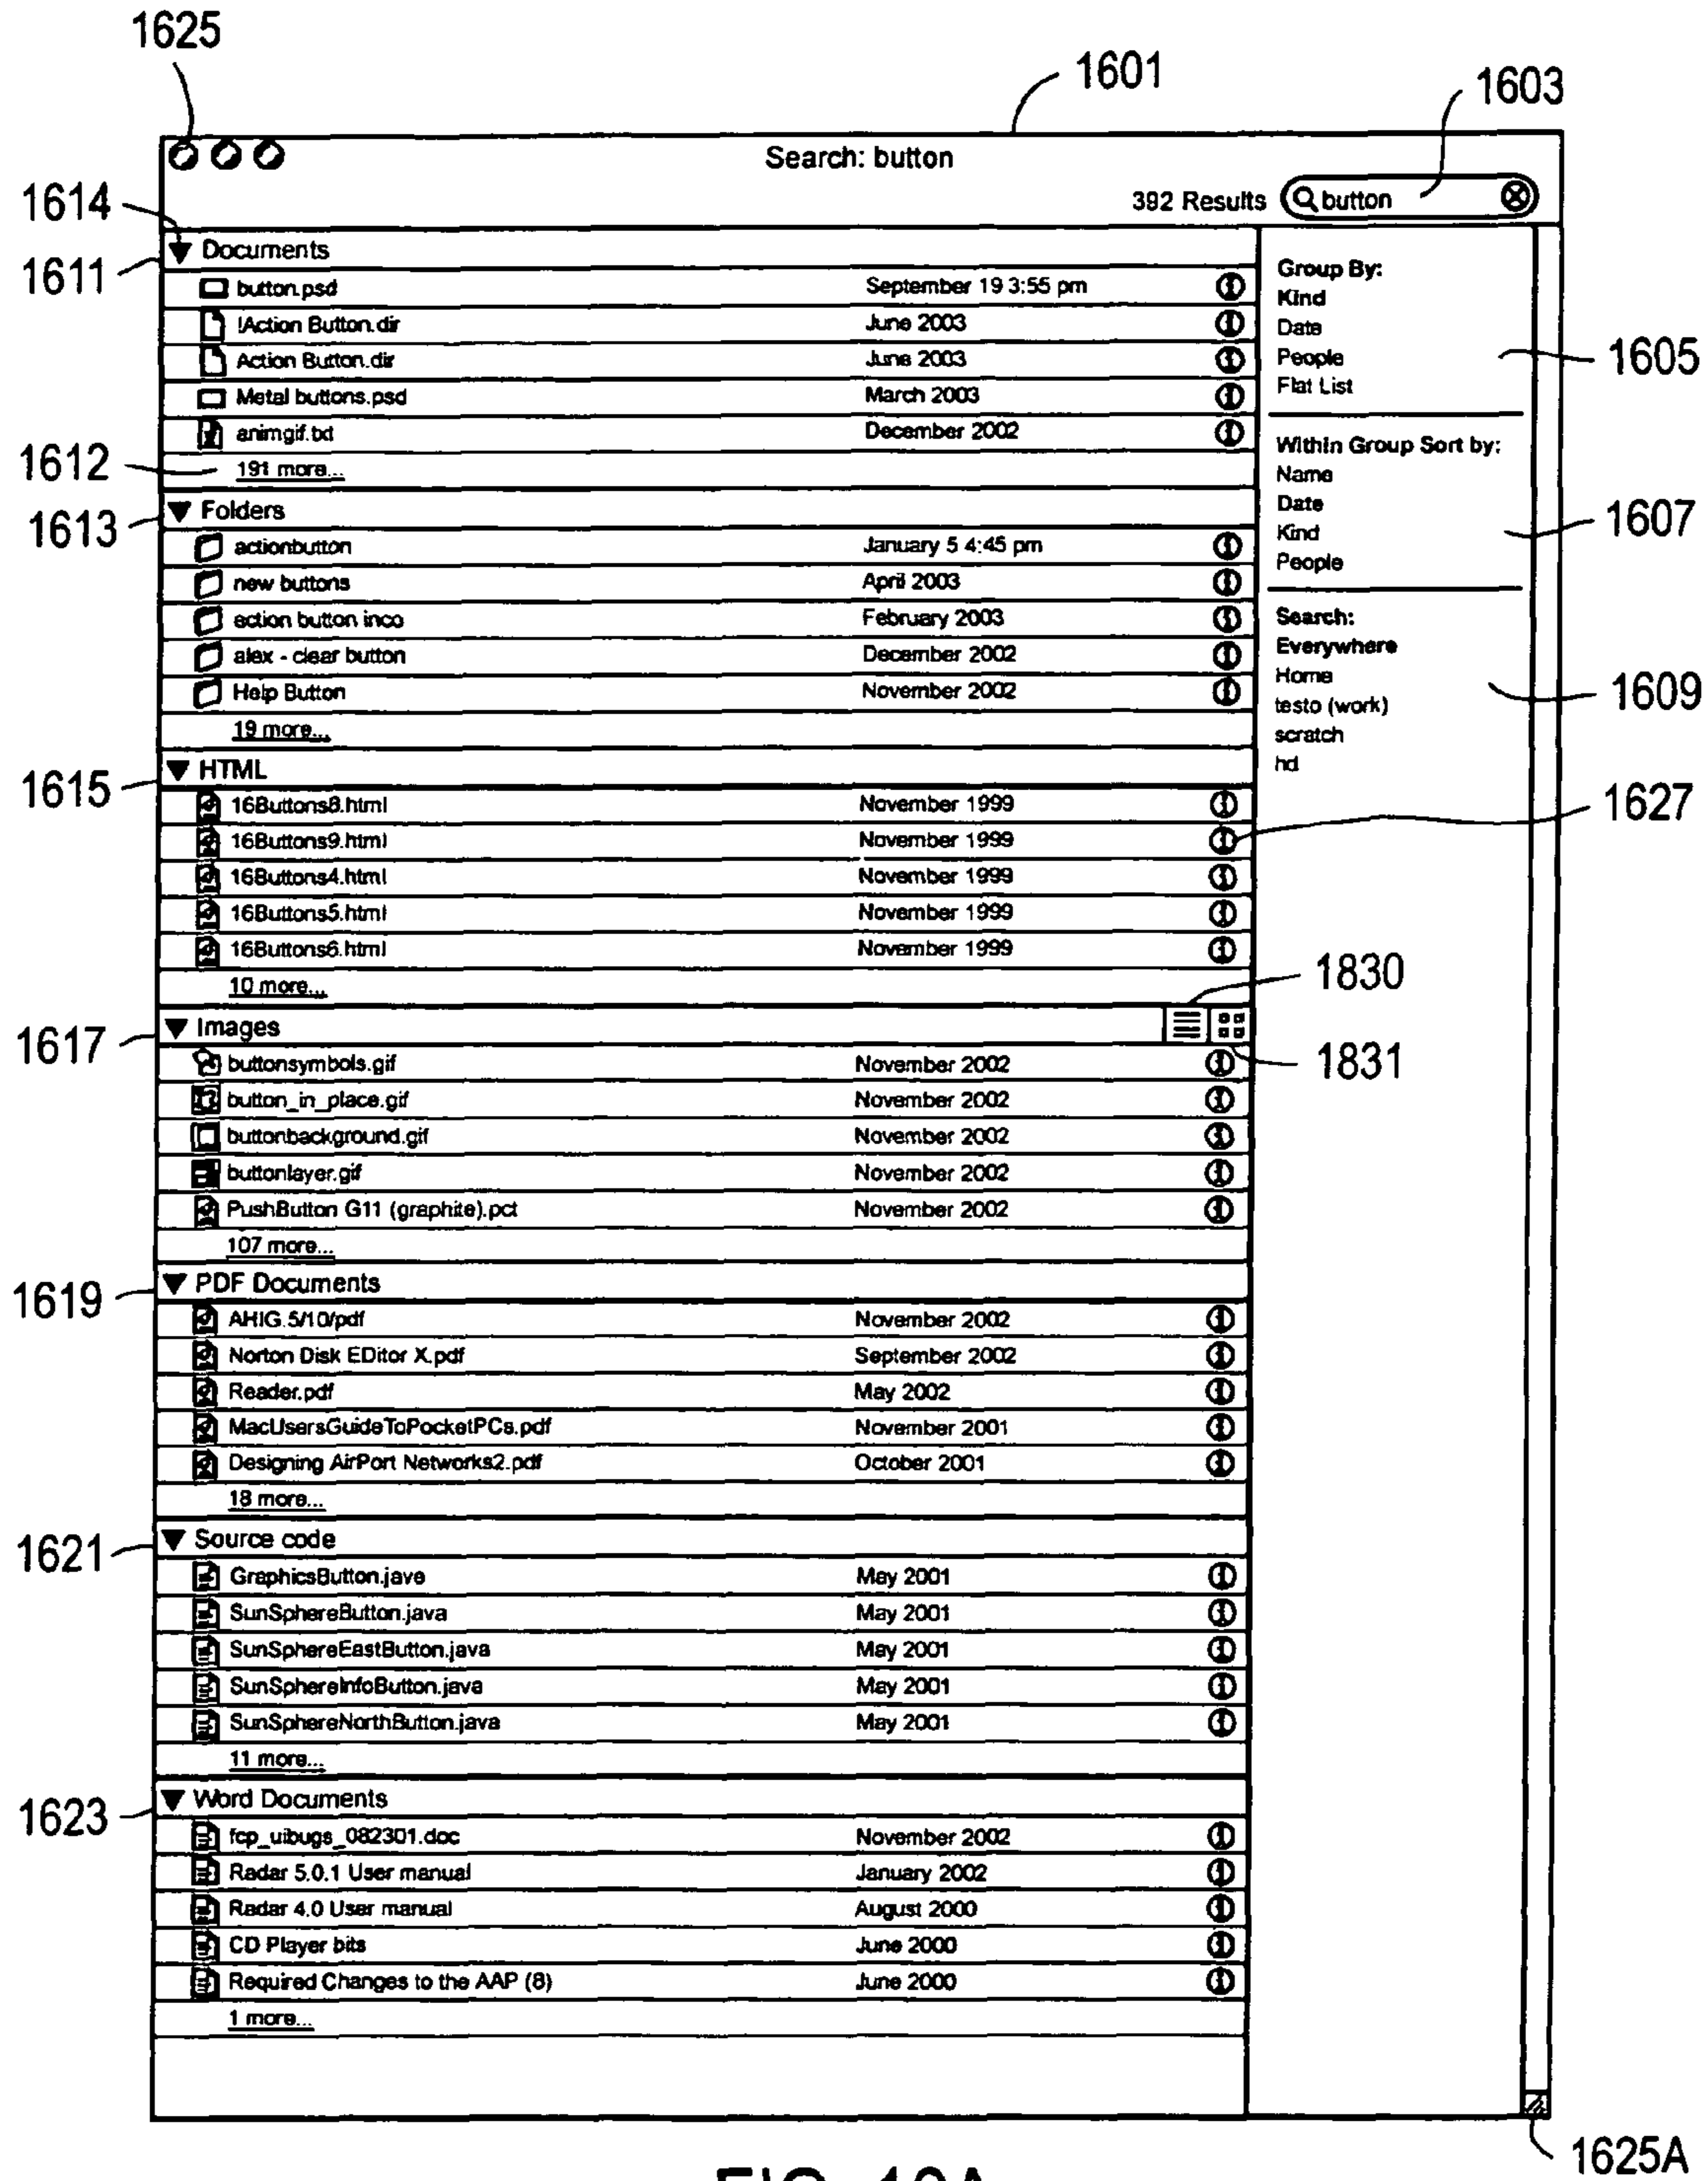 1625
1601
1603
Search: button
392 Results button
1614
1611
Documents
button.psd September 19 3:55 pm
!Action Button.dir June 2003
Action Button.dir June 2003
Metal buttons.psd March 2003
animgif.txt December 2002
1612
191 more...
1613
Folders
actionbutton January 5 4:45 pm
new buttons April 2003
action button inco February 2003
alex - clear button December 2002
Help Button November 2002
19 more...
1615
HTML
16Buttons8.html November 1999
16Buttons9.html November 1999
16Buttons4.html November 1999
16Buttons5.html November 1999
16Buttons6.html November 1999
10 more...
1617
Images
buttonsymbols.gif November 2002
button_in_place.gif November 2002
buttonbackground.gif November 2002
buttonlayer.gif November 2002
PushButton G11 (graphite).pct November 2002
107 more...
1619
PDF Documents
AHIG.5/10/pdf November 2002
Norton Disk EDitor X.pdf September 2002
Reader.pdf May 2002
MacUsersGuideToPocketPCs.pdf November 2001
Designing AirPort Networks2.pdf October 2001
18 more...
1621
Source code
GraphicsButton.jave May 2001
SunSphereButton.java May 2001
SunSphereEastButton.java May 2001
SunSphereInfoButton.java May 2001
SunSphereNorthButton.java May 2001
11 more...
1623
Word Documents
fcp_uibugs_082301.doc November 2002
Radar 5.0.1 User manual January 2002
Radar 4.0 User manual August 2000
CD Player bits June 2000
Required Changes to the AAP (8) June 2000
1 more...
Group By:
Kind
Date
People
Flat List
1605
Within Group Sort by:
Name
Date
Kind
People
1607
Search:
Everywhere
Home
testo (work)
scratch
hd
1609
1627
1830
1831
1625A